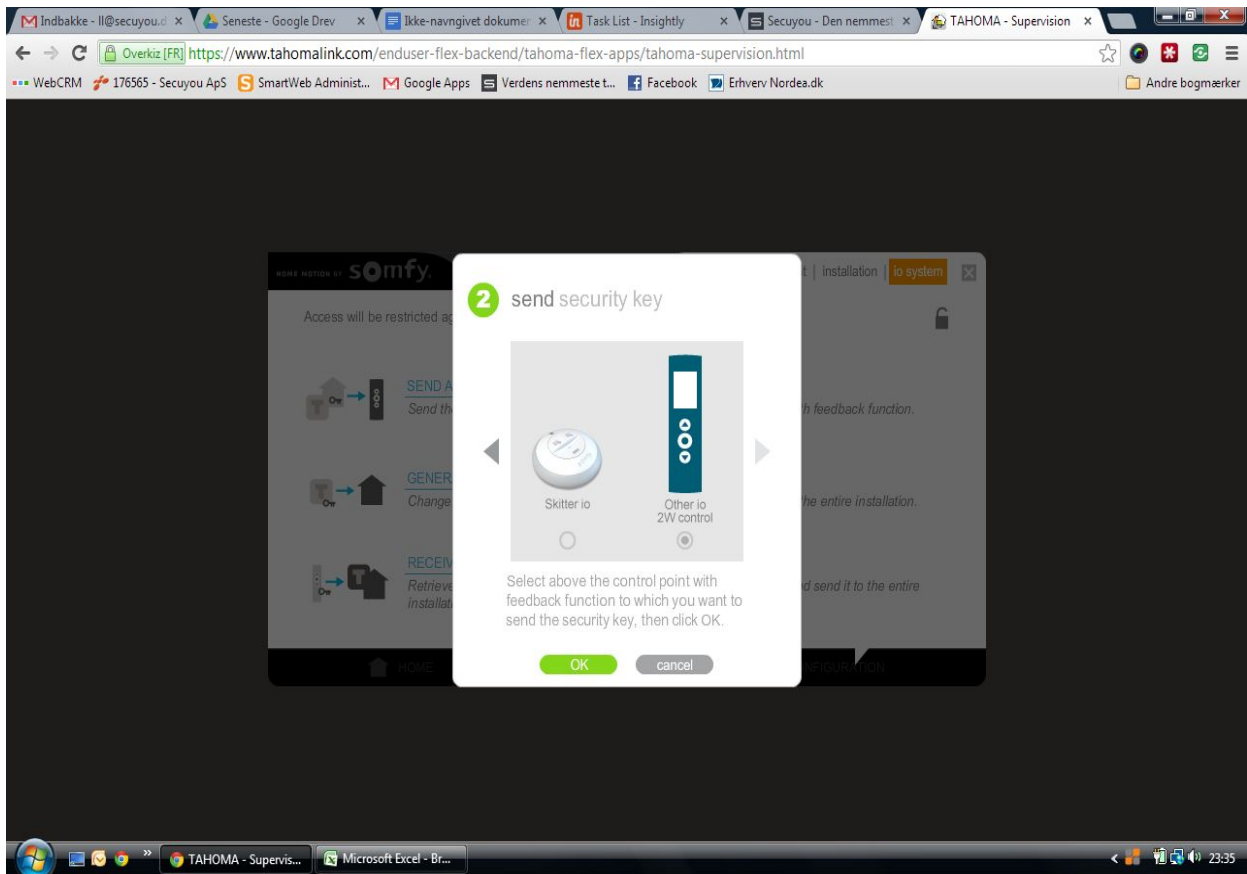 Indbakke - ll@secuyou.d
Seneste - Google Drev
Ikke-navngivet dokumen
Task List - Insightly
Secuyou - Den nemmest
TAHOMA - Supervision
Overkiz [FR] https://www.tahomalink.com/enduser-flex-backend/tahoma-flex-apps/tahoma-supervision.html
WebCRM
176565 - Secuyou ApS
SmartWeb Administ...
Google Apps
Verdens nemmeste t...
Facebook
Erhverv Nordea.dk
Andre bogmærker
HOME MOTION BY somfy.
installation | io system
Access will be restricted
2 send security key
SEND A
Send th
h feedback function.
GENER
Change
the entire installation.
RECEIV
Retrieve
installat
d send it to the entire
Skitter io
Other io
2W control
Select above the control point with
feedback function to which you want to
send the security key, then click OK.
OK
cancel
HOME
NFIGURATION
TAHOMA - Supervis...
Microsoft Excel - Br...
23:35